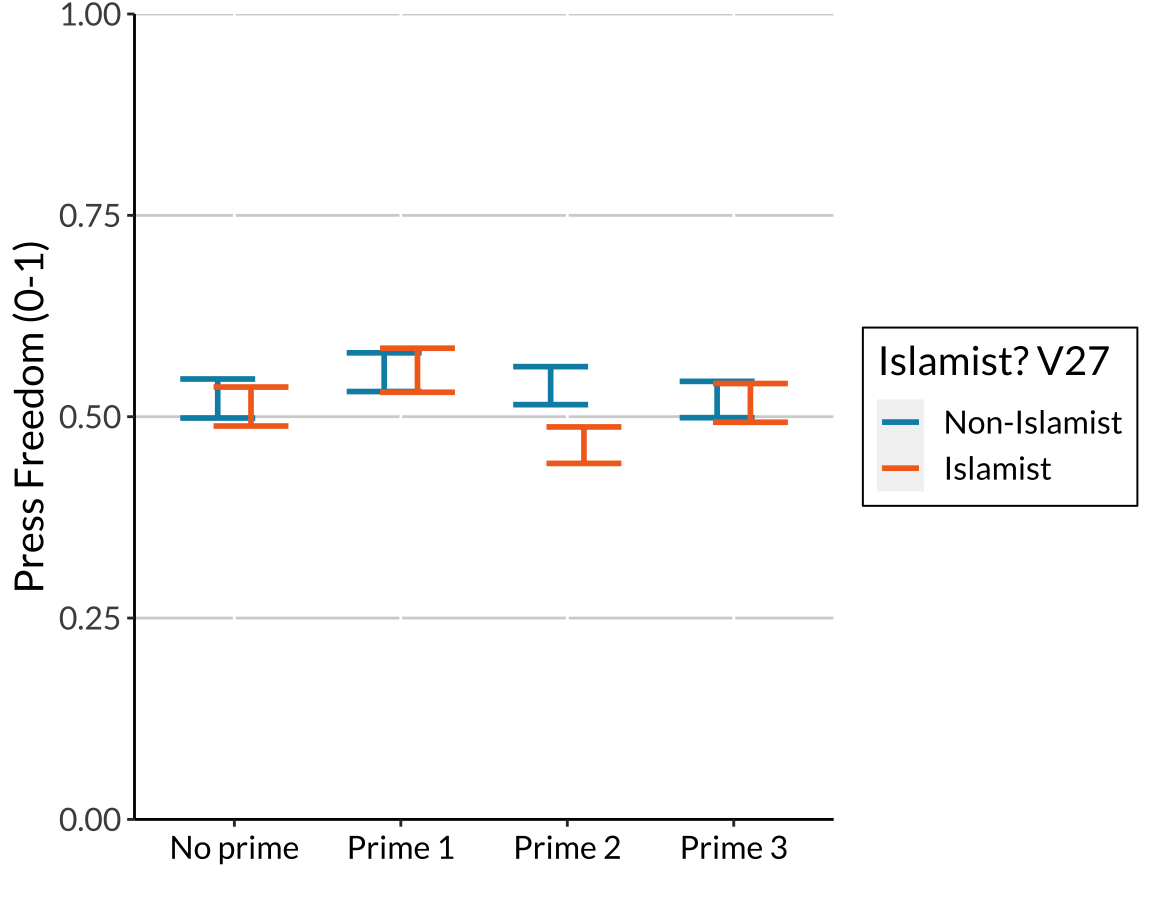 Press Freedom (0-1)
1.00
0.75
0.50
0.25
0.00
No prime
Prime 1
Prime 2
Prime 3
Islamist? V27
Non-Islamist
Islamist